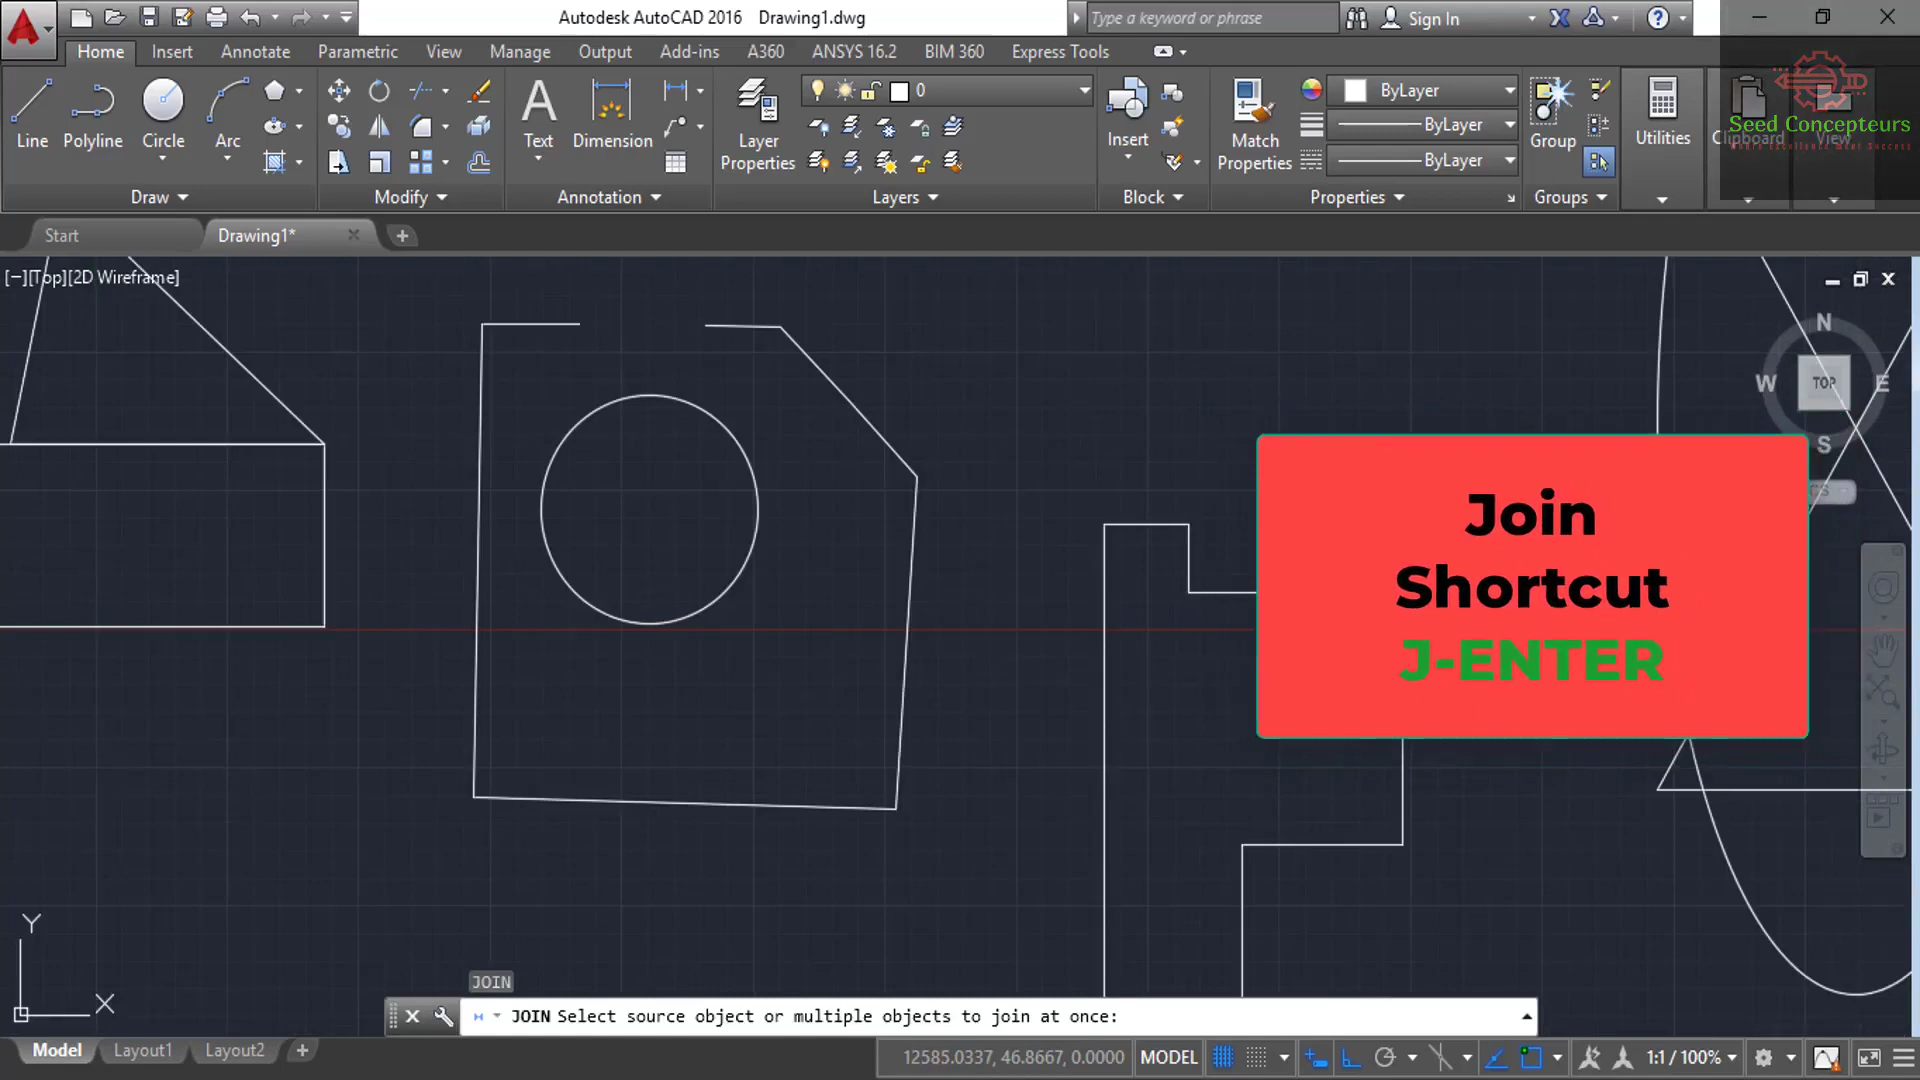 Autodesk AutoCAD 2016 Drawing1.dwg
Type a keyword or phrase
Sign In
Home Insert Annotate Parametric View Manage Output Add-ins A360 ANSYS 16.2 BIM 360 Express Tools
Line Polyline Circle Arc
Text Dimension
Layer Properties
0
Insert
Match Properties
ByLayer
ByLayer
ByLayer
Group
Utilities
Clipboard
View
Seed Concepteurs
Draw Modify Annotation Layers Block Properties Groups
Start Drawing1*
[−][Top][2D Wireframe]
N
W TOP E
S
Join
Shortcut
J-ENTER
Y
X
JOIN
JOIN Select source object or multiple objects to join at once:
Model Layout1 Layout2
12585.0337, 46.8667, 0.0000 MODEL 1:1 / 100%